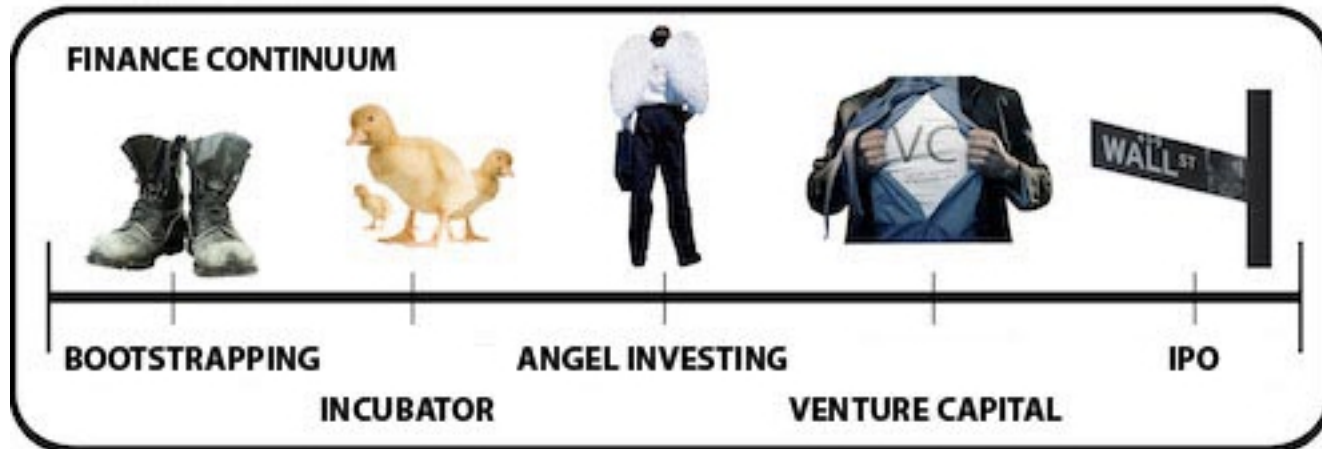 FINANCE CONTINUUM
VC
WALL ST
BOOTSTRAPPING
INCUBATOR
ANGEL INVESTING
VENTURE CAPITAL
IPO